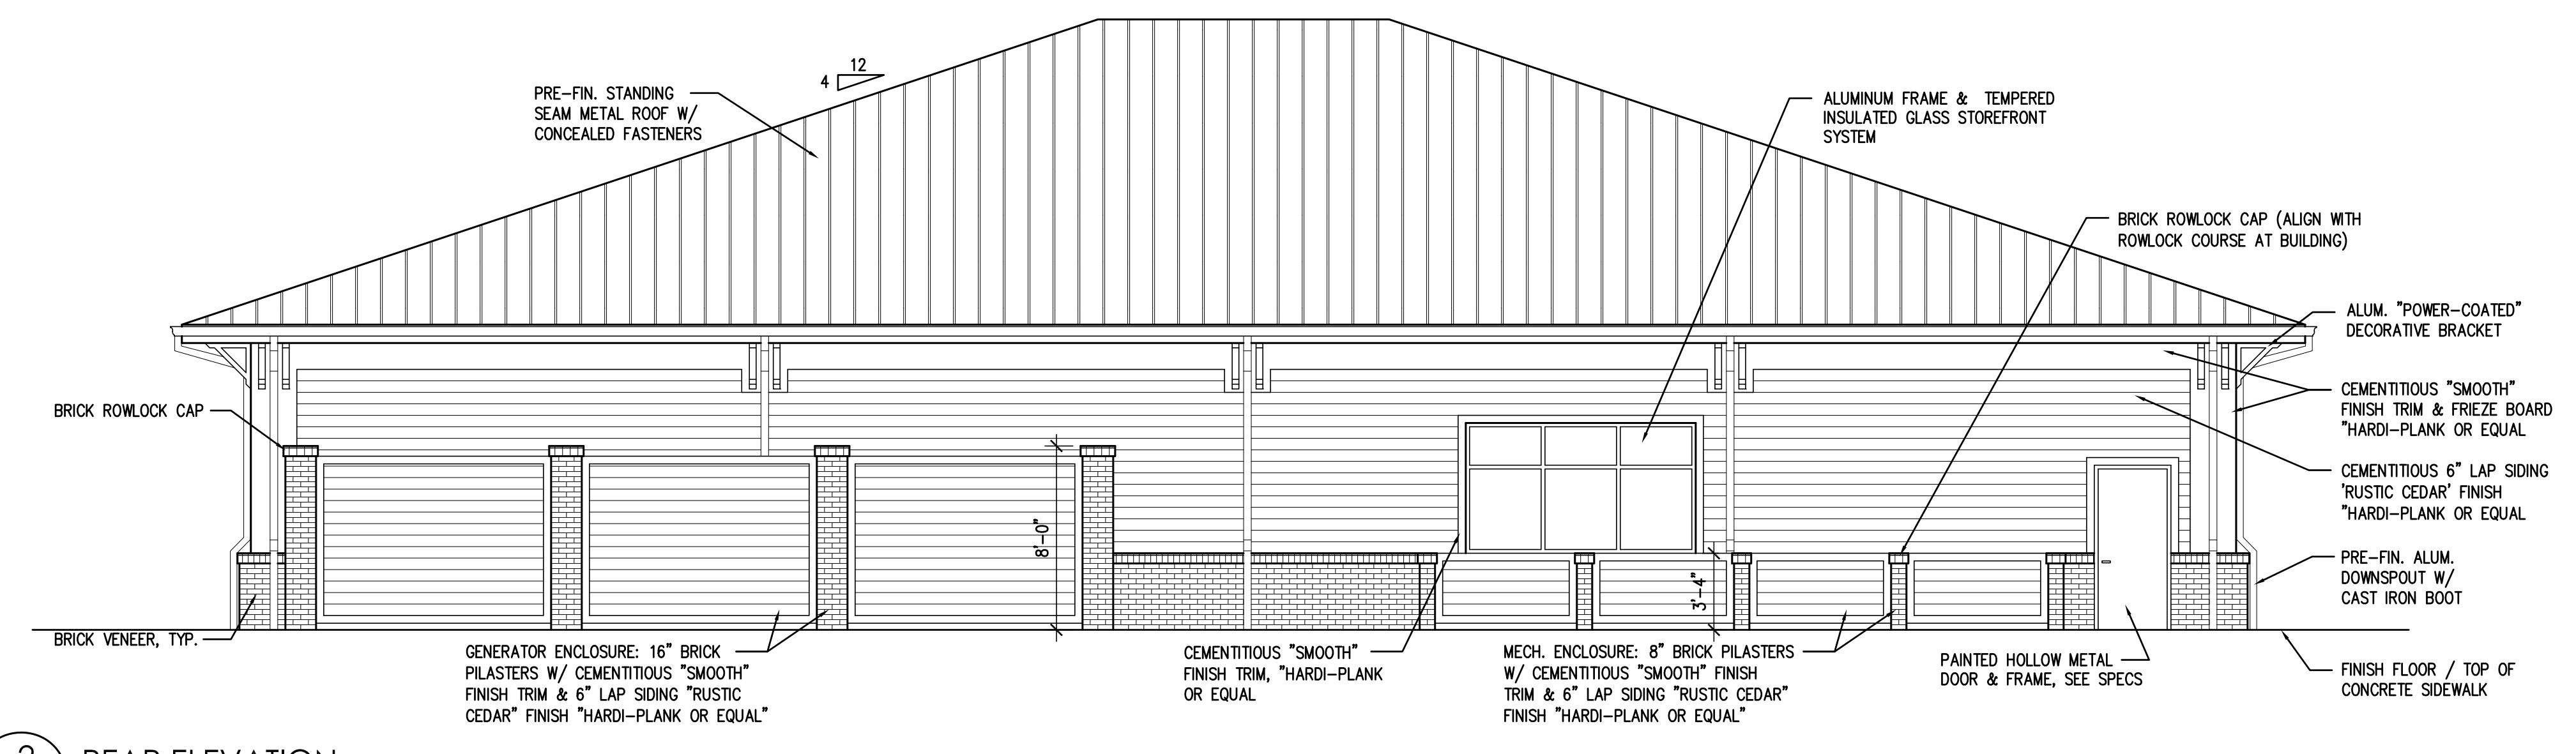 12
4
PRE-FIN. STANDING
SEAM METAL ROOF W/
CONCEALED FASTENERS
ALUMINUM FRAME & TEMPERED
INSULATED GLASS STOREFRONT
SYSTEM
BRICK ROWLOCK CAP (ALIGN WITH
ROWLOCK COURSE AT BUILDING)
ALUM. "POWER-COATED"
DECORATIVE BRACKET
BRICK ROWLOCK CAP
CEMENTITIOUS "SMOOTH"
FINISH TRIM & FRIEZE BOARD
"HARDI-PLANK OR EQUAL
CEMENTITIOUS 6" LAP SIDING
'RUSTIC CEDAR' FINISH
"HARDI-PLANK OR EQUAL
8'-0"
3'-4"
PRE-FIN. ALUM.
DOWNSPOUT W/
CAST IRON BOOT
BRICK VENEER, TYP.
GENERATOR ENCLOSURE: 16" BRICK
PILASTERS W/ CEMENTITIOUS "SMOOTH"
FINISH TRIM & 6" LAP SIDING "RUSTIC
CEDAR" FINISH "HARDI-PLANK OR EQUAL"
CEMENTITIOUS "SMOOTH"
FINISH TRIM, "HARDI-PLANK
OR EQUAL
MECH. ENCLOSURE: 8" BRICK PILASTERS
W/ CEMENTITIOUS "SMOOTH" FINISH
TRIM & 6" LAP SIDING "RUSTIC CEDAR"
FINISH "HARDI-PLANK OR EQUAL"
PAINTED HOLLOW METAL
DOOR & FRAME, SEE SPECS
FINISH FLOOR / TOP OF
CONCRETE SIDEWALK
REAR ELEVATION